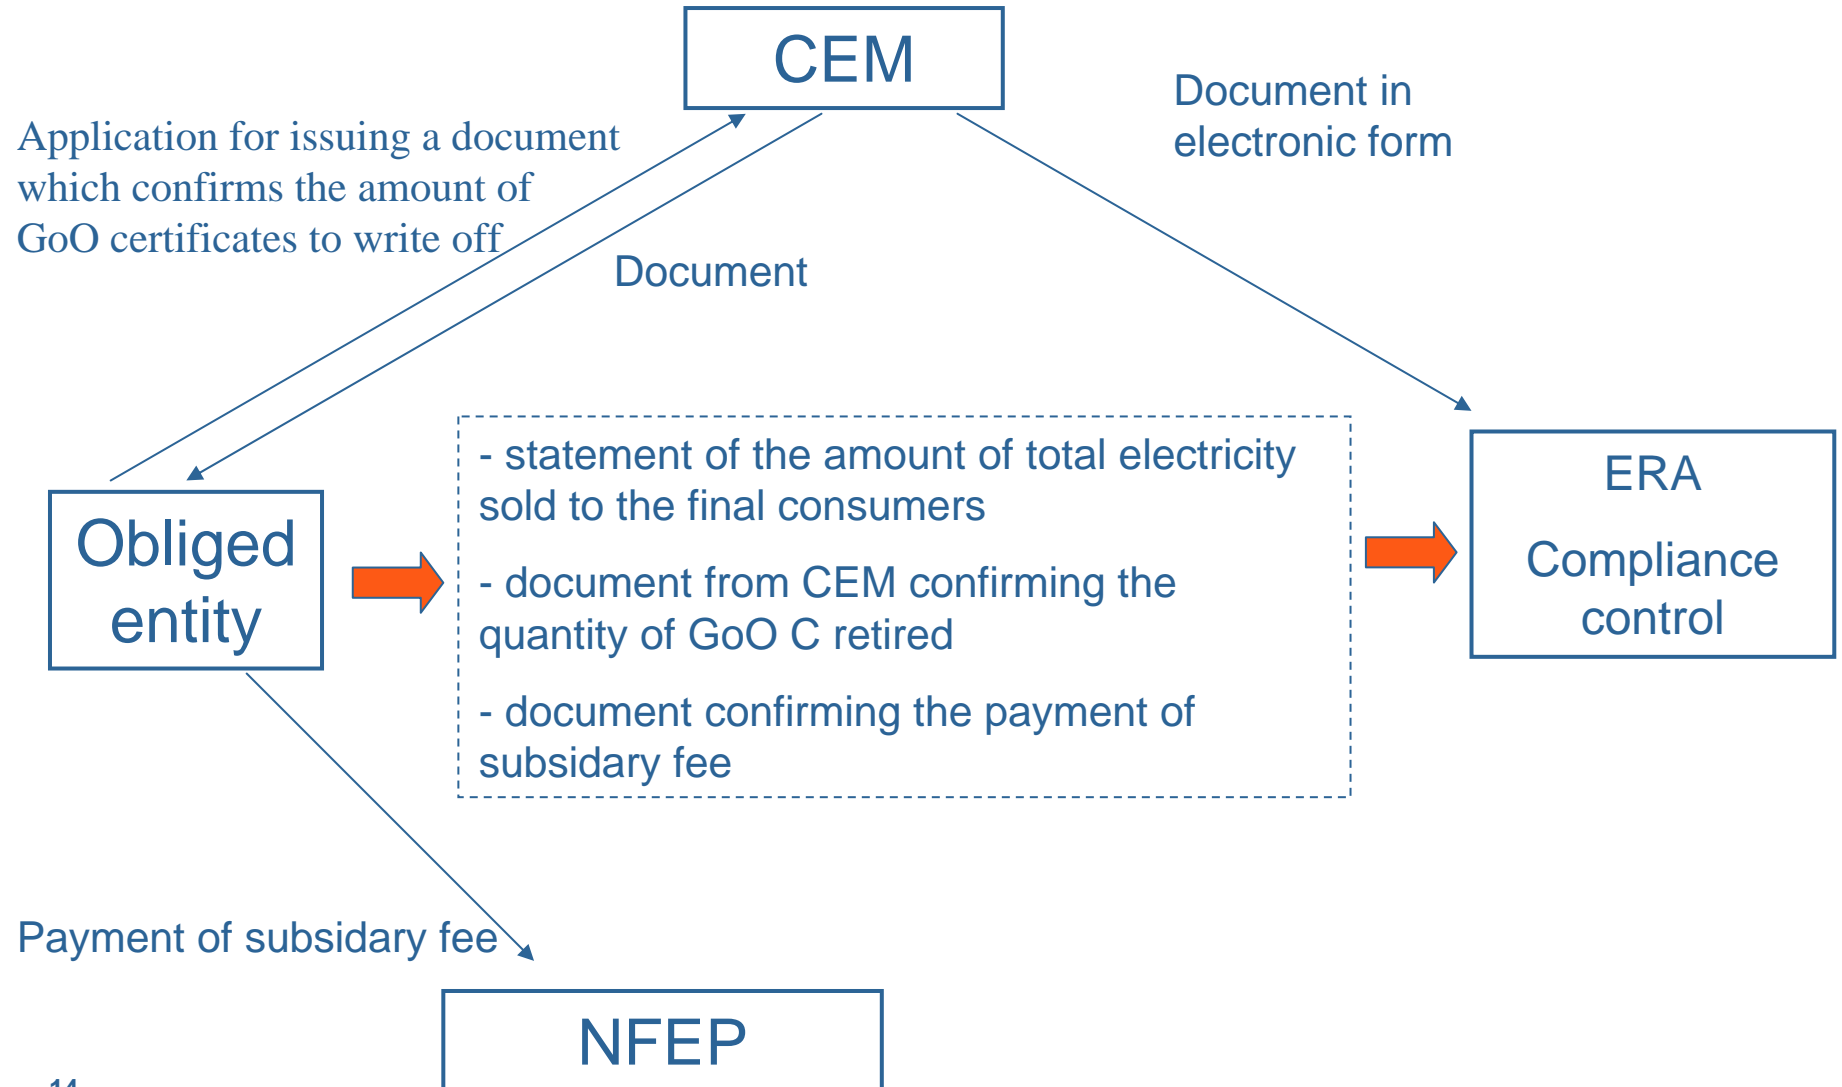 CEM
Document in
electronic form
Application for issuing a document
which confirms the amount of
GoO certificates to write off
Document
- statement of the amount of total electricity
sold to the final consumers
- document from CEM confirming the
quantity of GoO C retired
- document confirming the payment of
subsidary fee
ERA
Compliance
control
Obliged
entity
Payment of subsidary fee
NFEP
14